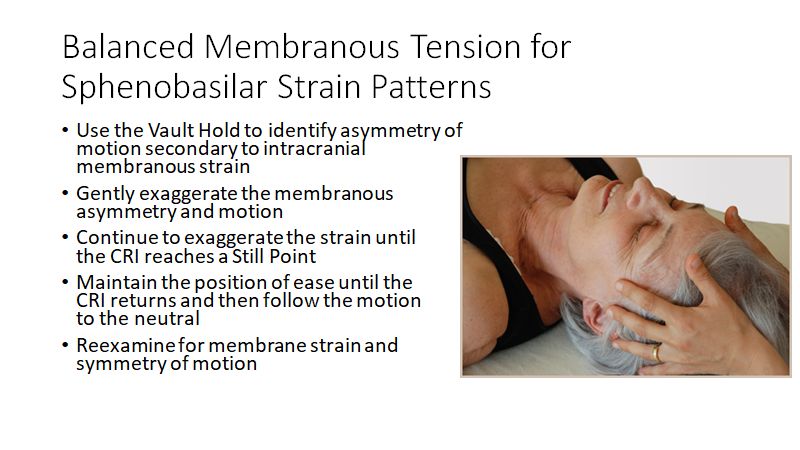 Balanced Membranous Tension for
Sphenobasilar Strain Patterns
• Use the Vault Hold to identify asymmetry of
motion secondary to intracranial
membranous strain
• Gently exaggerate the membranous
asymmetry and motion
• Continue to exaggerate the strain until
the CRI reaches a Still Point
• Maintain the position of ease until the
CRI returns and then follow the motion
to the neutral
• Reexamine for membrane strain and
symmetry of motion